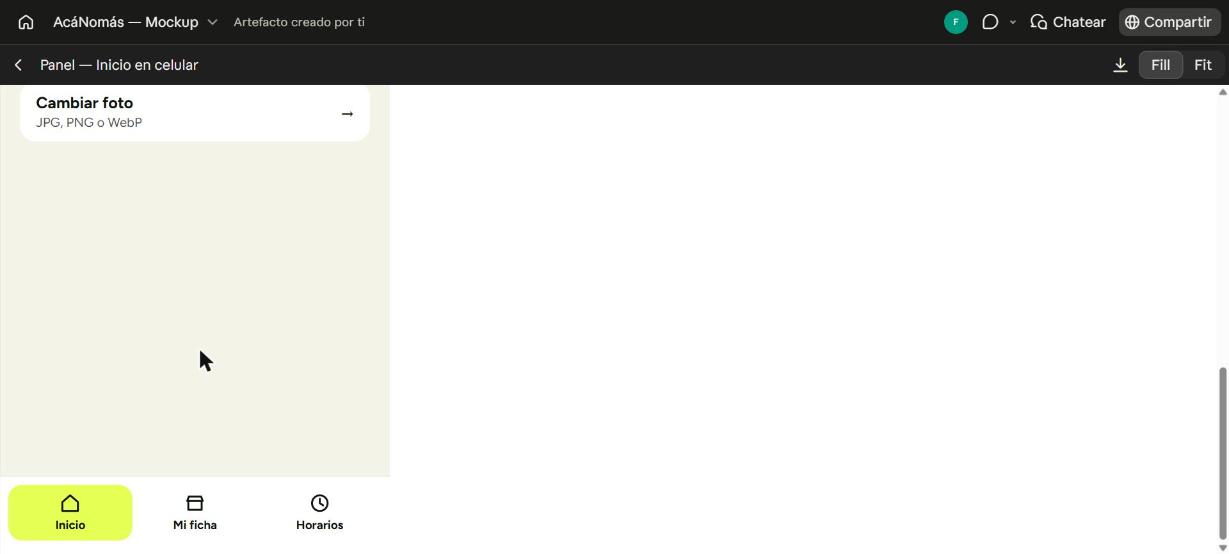 AcáNomás — Mockup
Artefacto creado por ti
F
Chatear
Compartir
Panel — Inicio en celular
Fill
Fit
Cambiar foto
JPG, PNG o WebP
→
Inicio
Mi ficha
Horarios